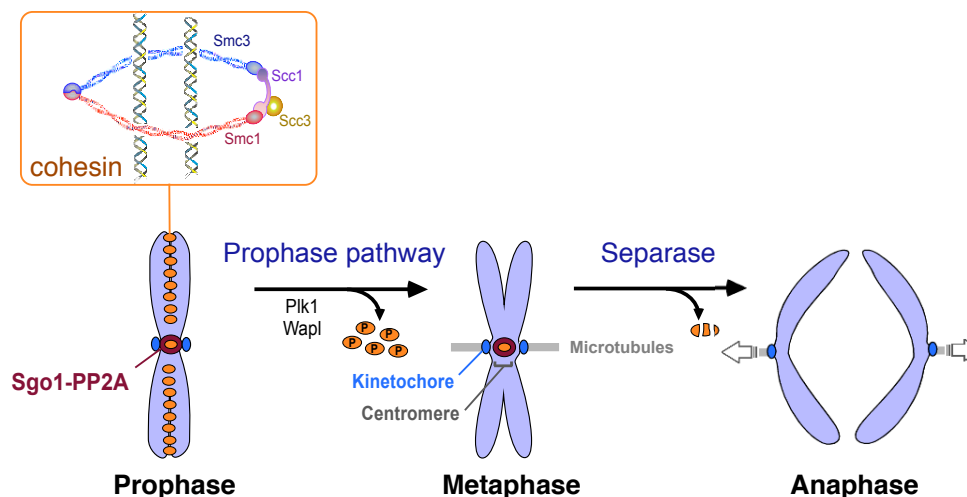 Smc3
Scc1
Scc3
Smc1
cohesin
Prophase pathway
Separase
Plk1
Wapl
P
P
P
P
P
Microtubules
Sgo1-PP2A
Kinetochore
Centromere
Prophase
Metaphase
Anaphase